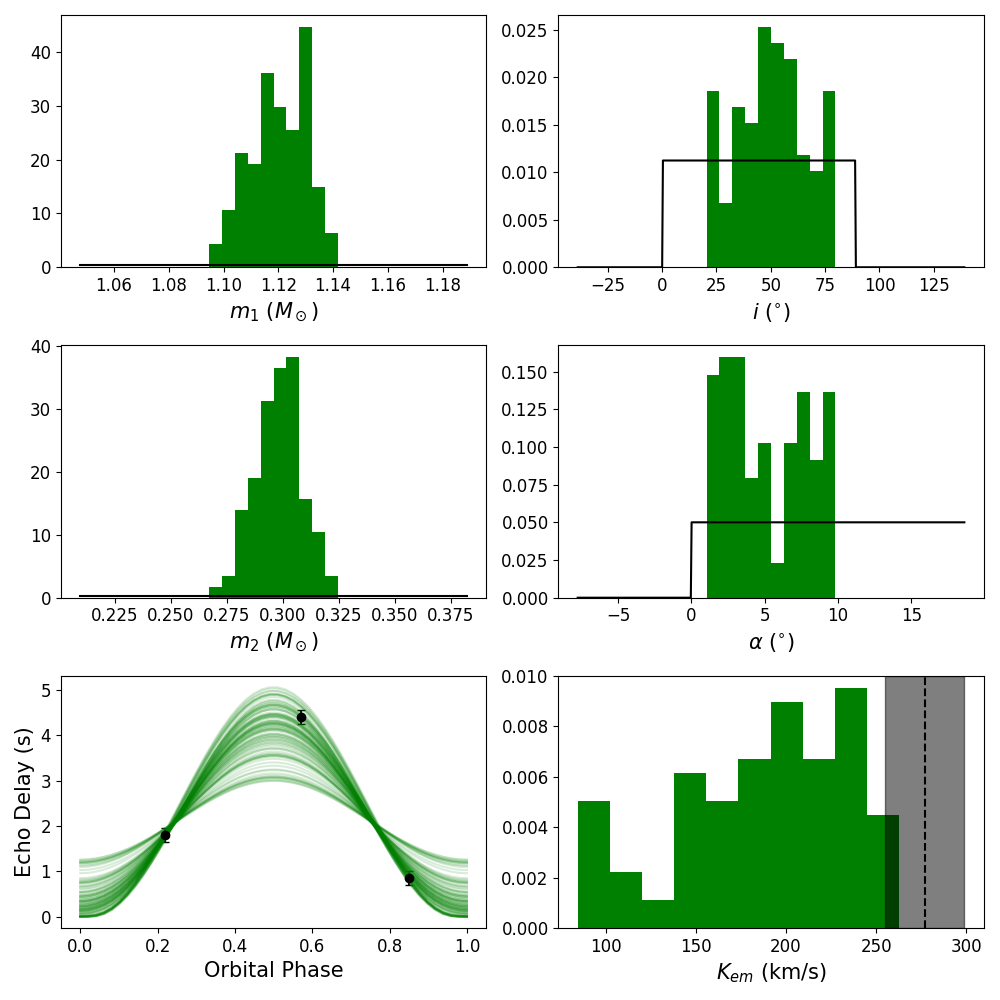 40
30
20
10
0
1.06 1.08 1.10 1.12 1.14 1.16 1.18
m₁ (M⊙)
0.025
0.020
0.015
0.010
0.005
0.000
−25 0 25 50 75 100 125
i (°)
40
30
20
10
0
0.225 0.250 0.275 0.300 0.325 0.350 0.375
m₂ (M⊙)
0.150
0.125
0.100
0.075
0.050
0.025
0.000
−5 0 5 10 15
α (°)
Echo Delay (s)
5
4
3
2
1
0
0.0 0.2 0.4 0.6 0.8 1.0
Orbital Phase
0.010
0.008
0.006
0.004
0.002
0.000
100 150 200 250 300
Kₑₘ (km/s)